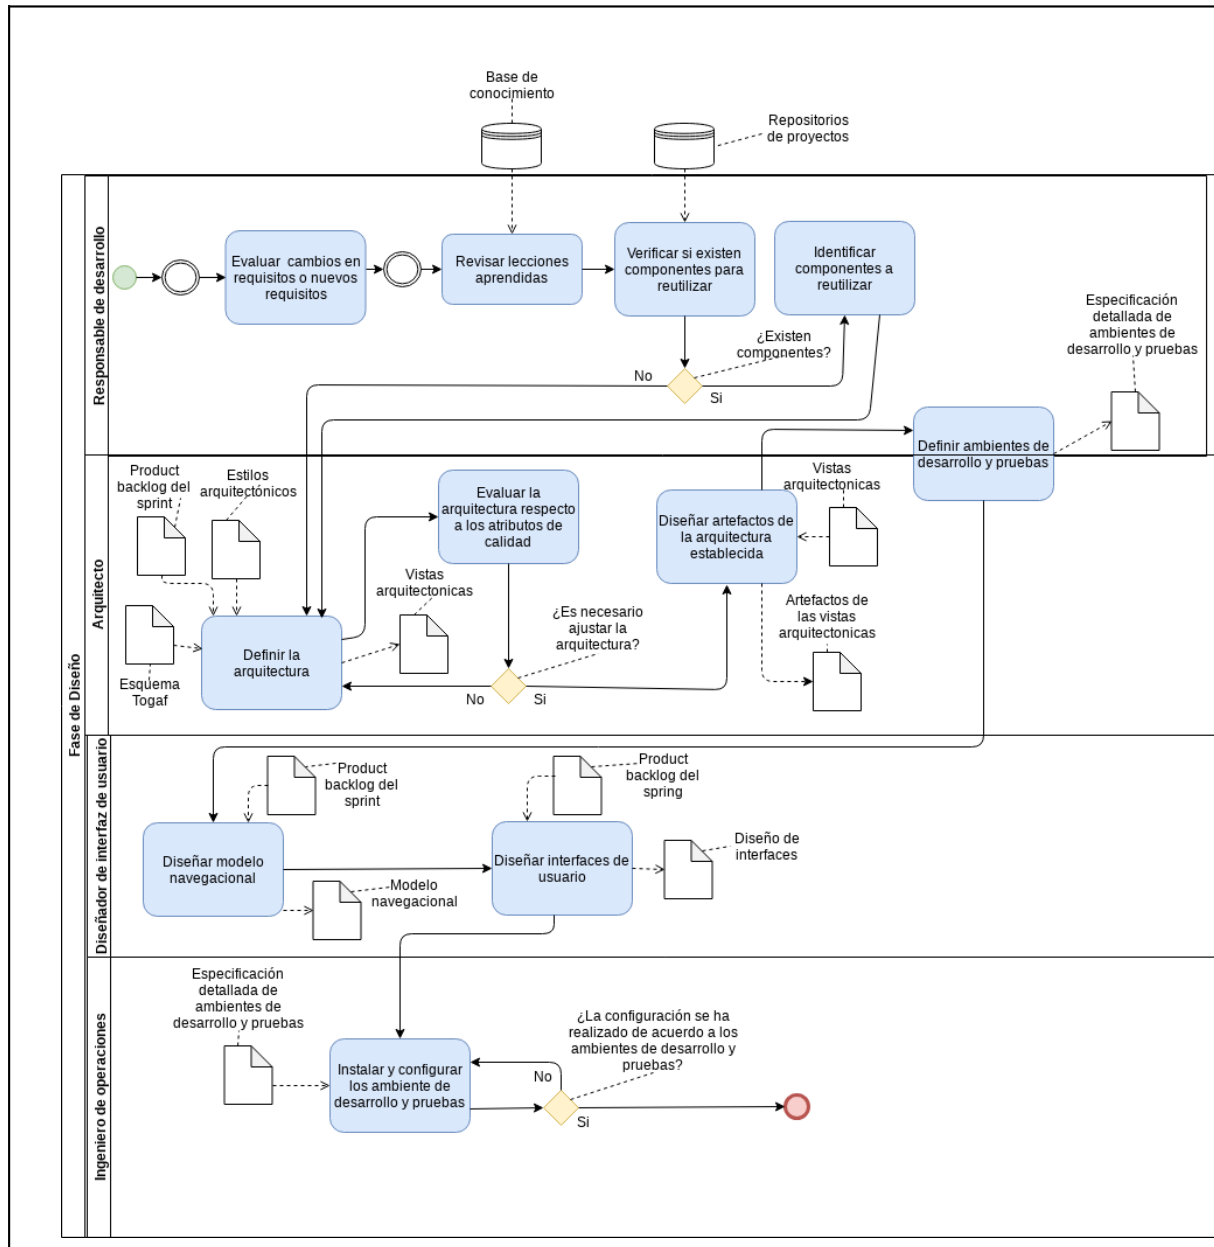 Base de
conocimiento
Repositorios
de proyectos
Fase de Diseño
Responsable de desarrollo
Evaluar cambios en
requisitos o nuevos
requisitos
Revisar lecciones
aprendidas
Verificar si existen
componentes para
reutilizar
Identificar
componentes a
reutilizar
¿Existen
componentes?
No
Si
Especificación
detallada de
ambientes de
desarrollo y pruebas
Definir ambientes de
desarrollo y pruebas
Arquitecto
Product
backlog del
sprint
Estilos
arquitectónicos
Esquema
Togaf
Definir la
arquitectura
Evaluar la
arquitectura respecto
a los atributos de
calidad
Vistas
arquitectonicas
¿Es necesario
ajustar la
arquitectura?
No
Si
Diseñar artefactos de
la arquitectura
establecida
Vistas
arquitectonicas
Artefactos de
las vistas
arquitectonicas
Diseñador de interfaz de usuario
Product
backlog del
sprint
Diseñar modelo
navegacional
Modelo
navegacional
Product
backlog del
spring
Diseñar interfaces de
usuario
Diseño de
interfaces
Ingeniero de operaciones
Especificación
detallada de
ambientes de
desarrollo y pruebas
Instalar y configurar
los ambiente de
desarrollo y pruebas
¿La configuración se ha
realizado de acuerdo a los
ambientes de desarrollo y
pruebas?
No
Si